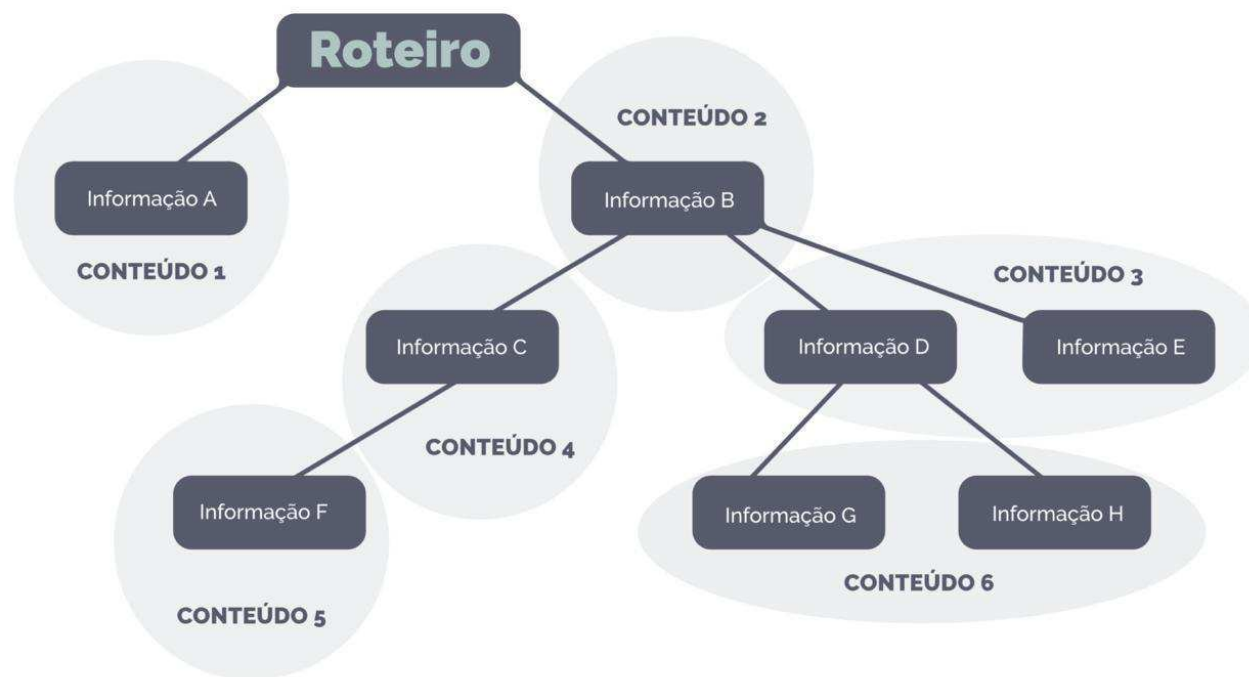 Roteiro
CONTEÚDO 2
Informação A
Informação B
CONTEÚDO 1
CONTEÚDO 3
Informação C
Informação D
Informação E
CONTEÚDO 4
Informação F
Informação G
Informação H
CONTEÚDO 6
CONTEÚDO 5